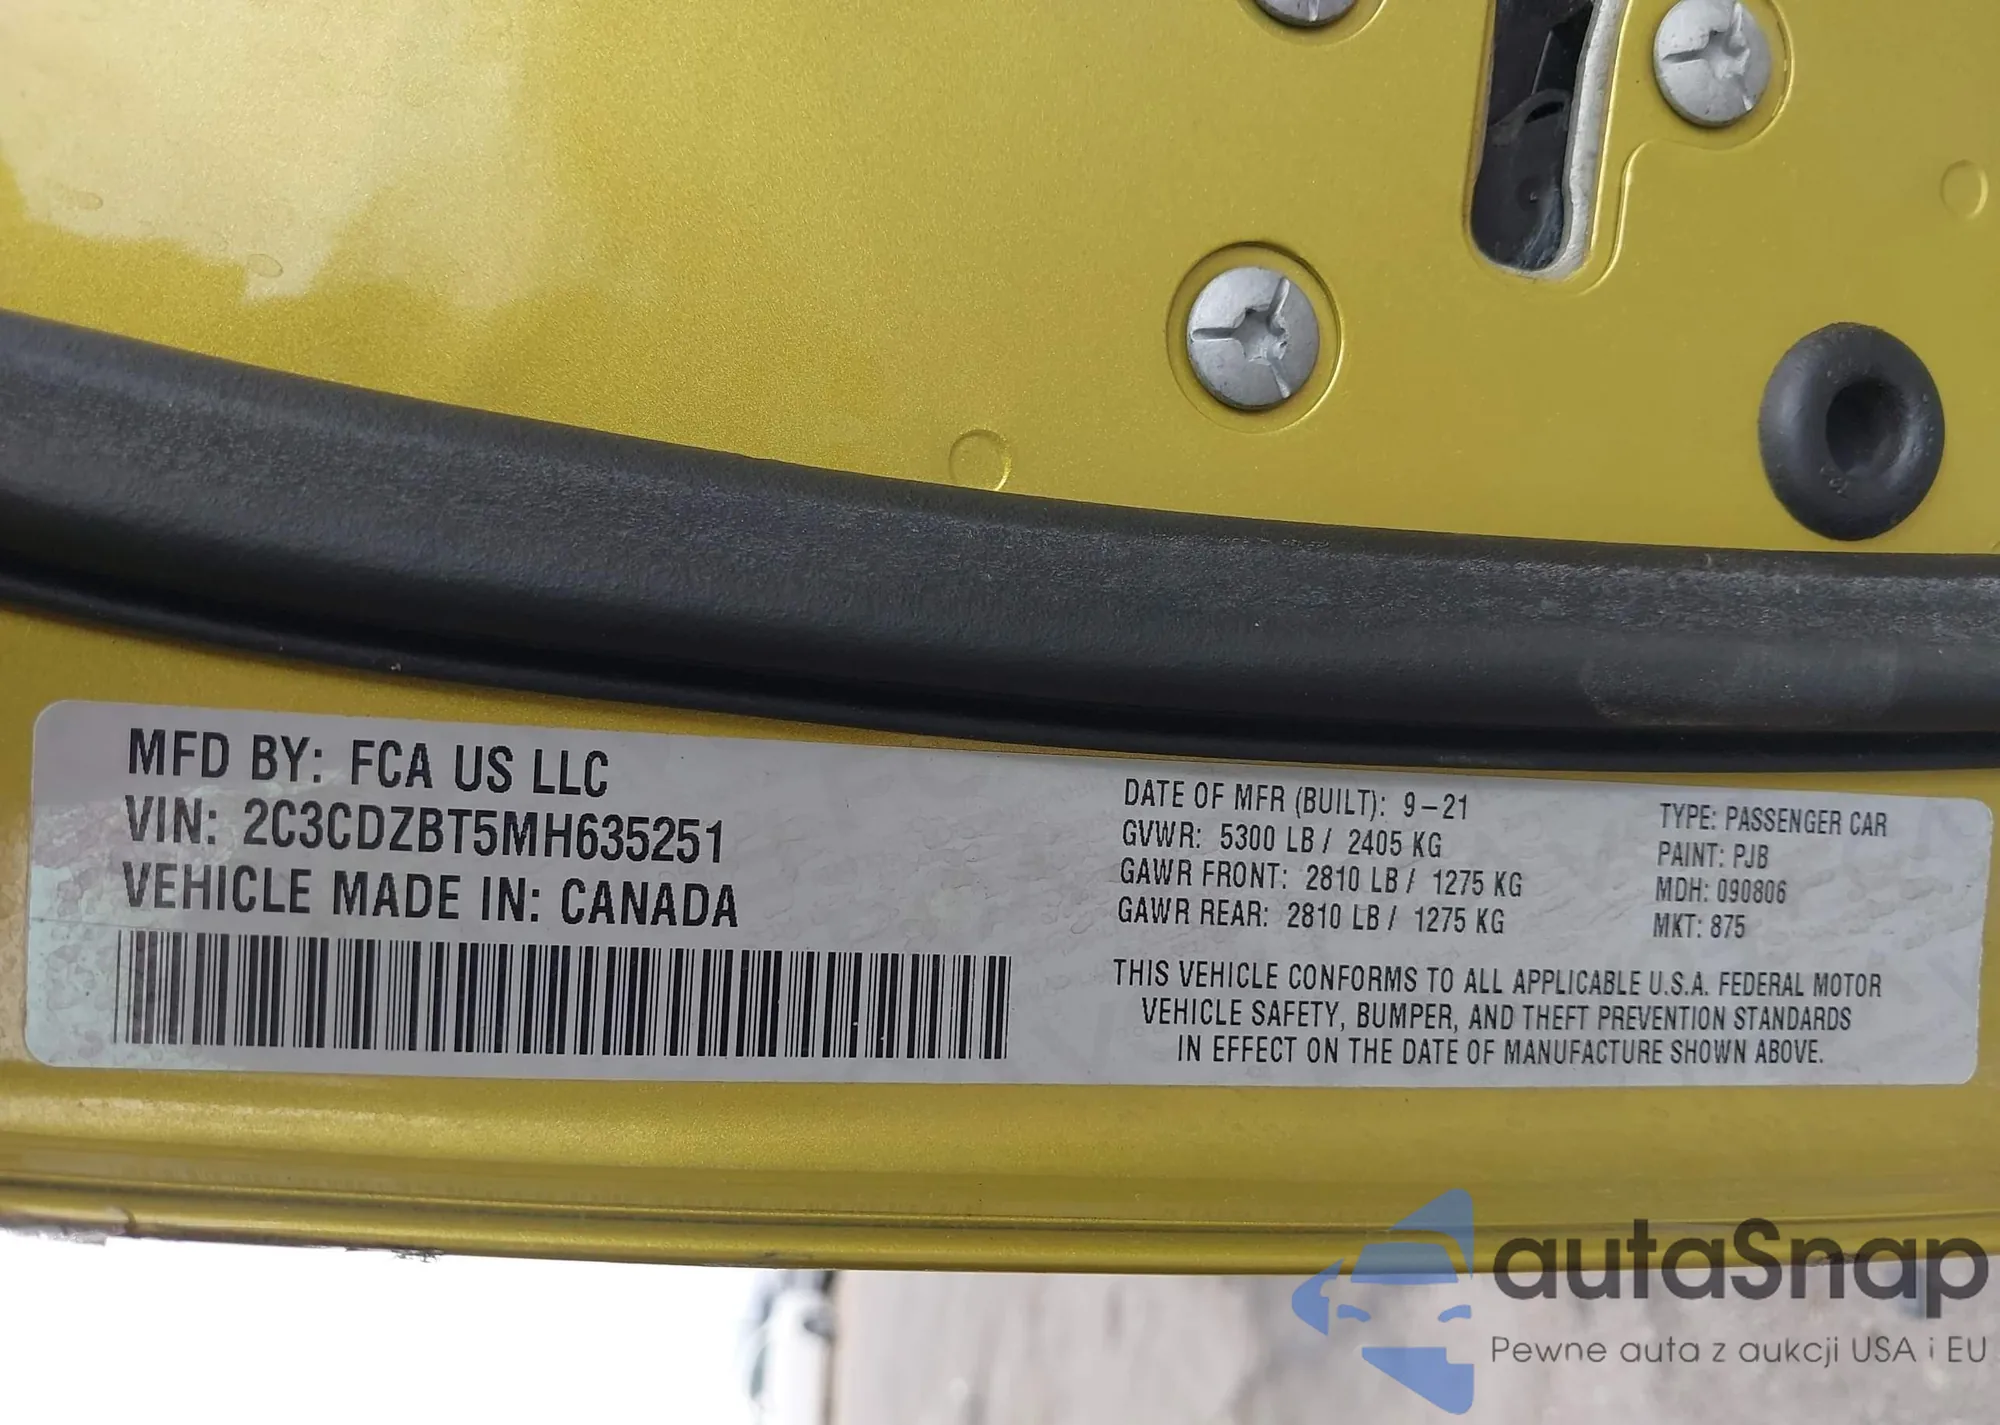 MFD BY: FCA US LLC
VIN: 2C3CDZBT5MH635251
VEHICLE MADE IN: CANADA
DATE OF MFR (BUILT): 9-21
GVWR: 5300 LB / 2405 KG
GAWR FRONT: 2810 LB / 1275 KG
GAWR REAR: 2810 LB / 1275 KG
TYPE: PASSENGER CAR
PAINT: PJB
MDH: 090806
MKT: 875
THIS VEHICLE CONFORMS TO ALL APPLICABLE U.S.A. FEDERAL MOTOR
VEHICLE SAFETY, BUMPER, AND THEFT PREVENTION STANDARDS
IN EFFECT ON THE DATE OF MANUFACTURE SHOWN ABOVE.
autaSnap
Pewne auta z aukcji USA i EU